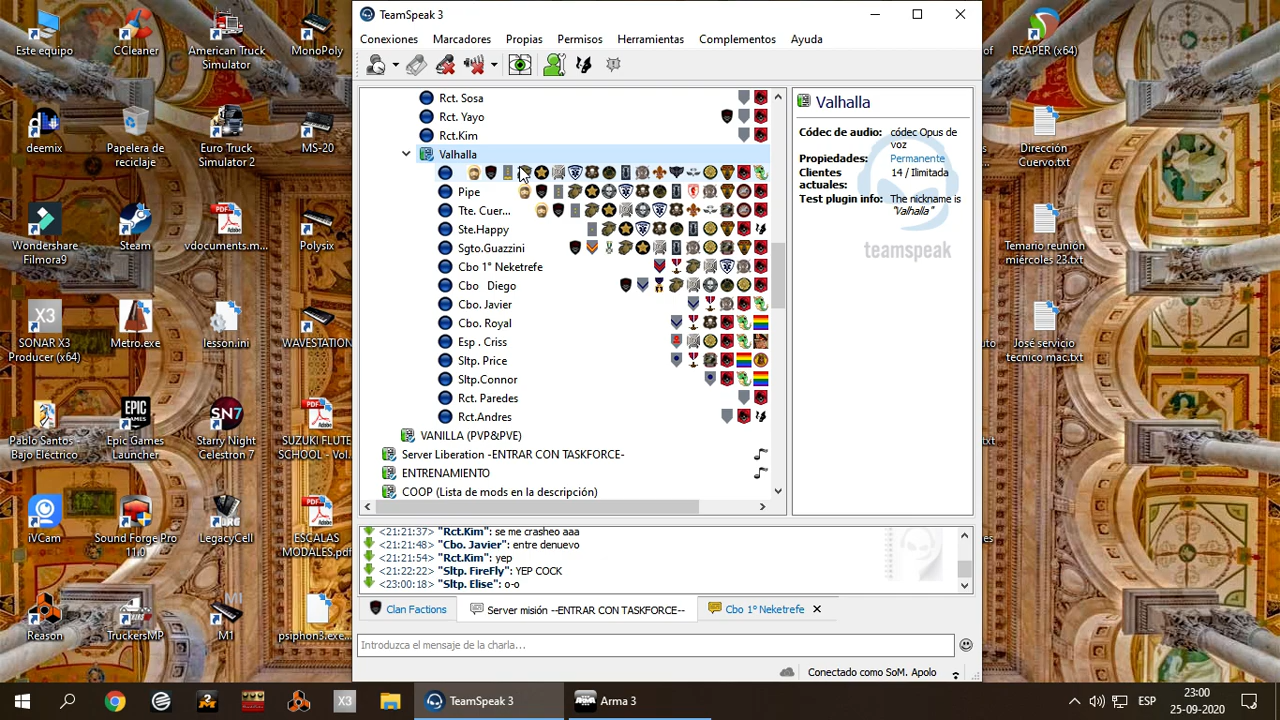 TeamSpeak 3
Conexiones Marcadores Propias Permisos Herramientas Complementos Ayuda
Este equipo
CCleaner
American Truck
Simulator
MonoPoly
deemix
Papelera de
reciclaje
Euro Truck
Simulator 2
MS-20
Wondershare
Filmora9
Steam
vdocuments.m...
Polysix
SONAR X3
Producer (x64)
Metro.exe
lesson.ini
WAVESTATION
Pablo Santos -
Bajo Eléctrico
Epic Games
Launcher
Starry Night
Celestron 7
SUZUKI FLUTE
SCHOOL - Vol.
iVCam
Sound Forge Pro
11.0
LegacyCell
ESCALAS
MODALES.pdf
Reason
TruckersMP
M1
psiphon3.exe...
Rct. Sosa
Rct. Yayo
Rct.Kim
Valhalla
Pipe
Tte. Cuer...
Ste.Happy
Sgto.Guazzini
Cbo 1° Neketrefe
Cbo Diego
Cbo. Javier
Cbo. Royal
Esp . Criss
Sltp. Price
Sltp.Connor
Rct. Paredes
Rct.Andres
VANILLA (PVP&PVE)
Server Liberation -ENTRAR CON TASKFORCE-
ENTRENAMIENTO
COOP (Lista de mods en la descripción)
Valhalla
Códec de audio: códec Opus de
voz
Propiedades: Permanente
Clientes 14 / Ilimitada
actuales:
Test plugin info: The nickname is
"Valhalla"
teamspeak
<21:21:37> "Rct.Kim": se me crasheo aaa
<21:21:48> "Cbo. Javier": entre denuevo
<21:21:54> "Rct.Kim": yep
<21:22:22> "Sltp. FireFly": YEP COCK
<23:00:18> "Sltp. Elise": o-o
Clan Factions
Server misión --ENTRAR CON TASKFORCE--
Cbo 1° Neketrefe
Introduzca el mensaje de la charla...
Conectado como SoM. Apolo
REAPER (x64)
Dirección
Cuervo.txt
Temario reunión
miércoles 23.txt
José servicio
tecnico mac.txt
TeamSpeak 3
Arma 3
ESP
23:00
25-09-2020